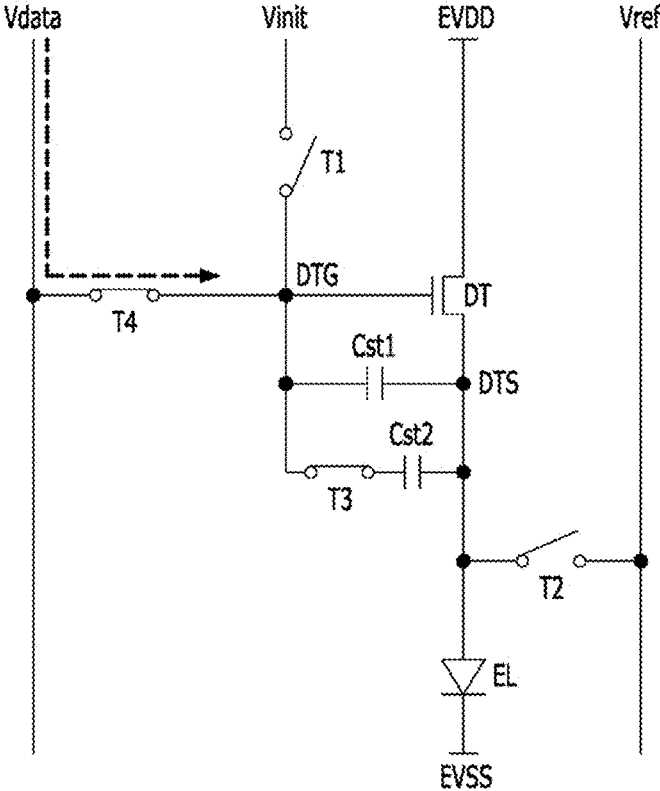 Vdata
Vinit
EVDD
Vref
T1
DTG
DT
T4
Cst1
DTS
Cst2
T3
T2
EL
EVSS